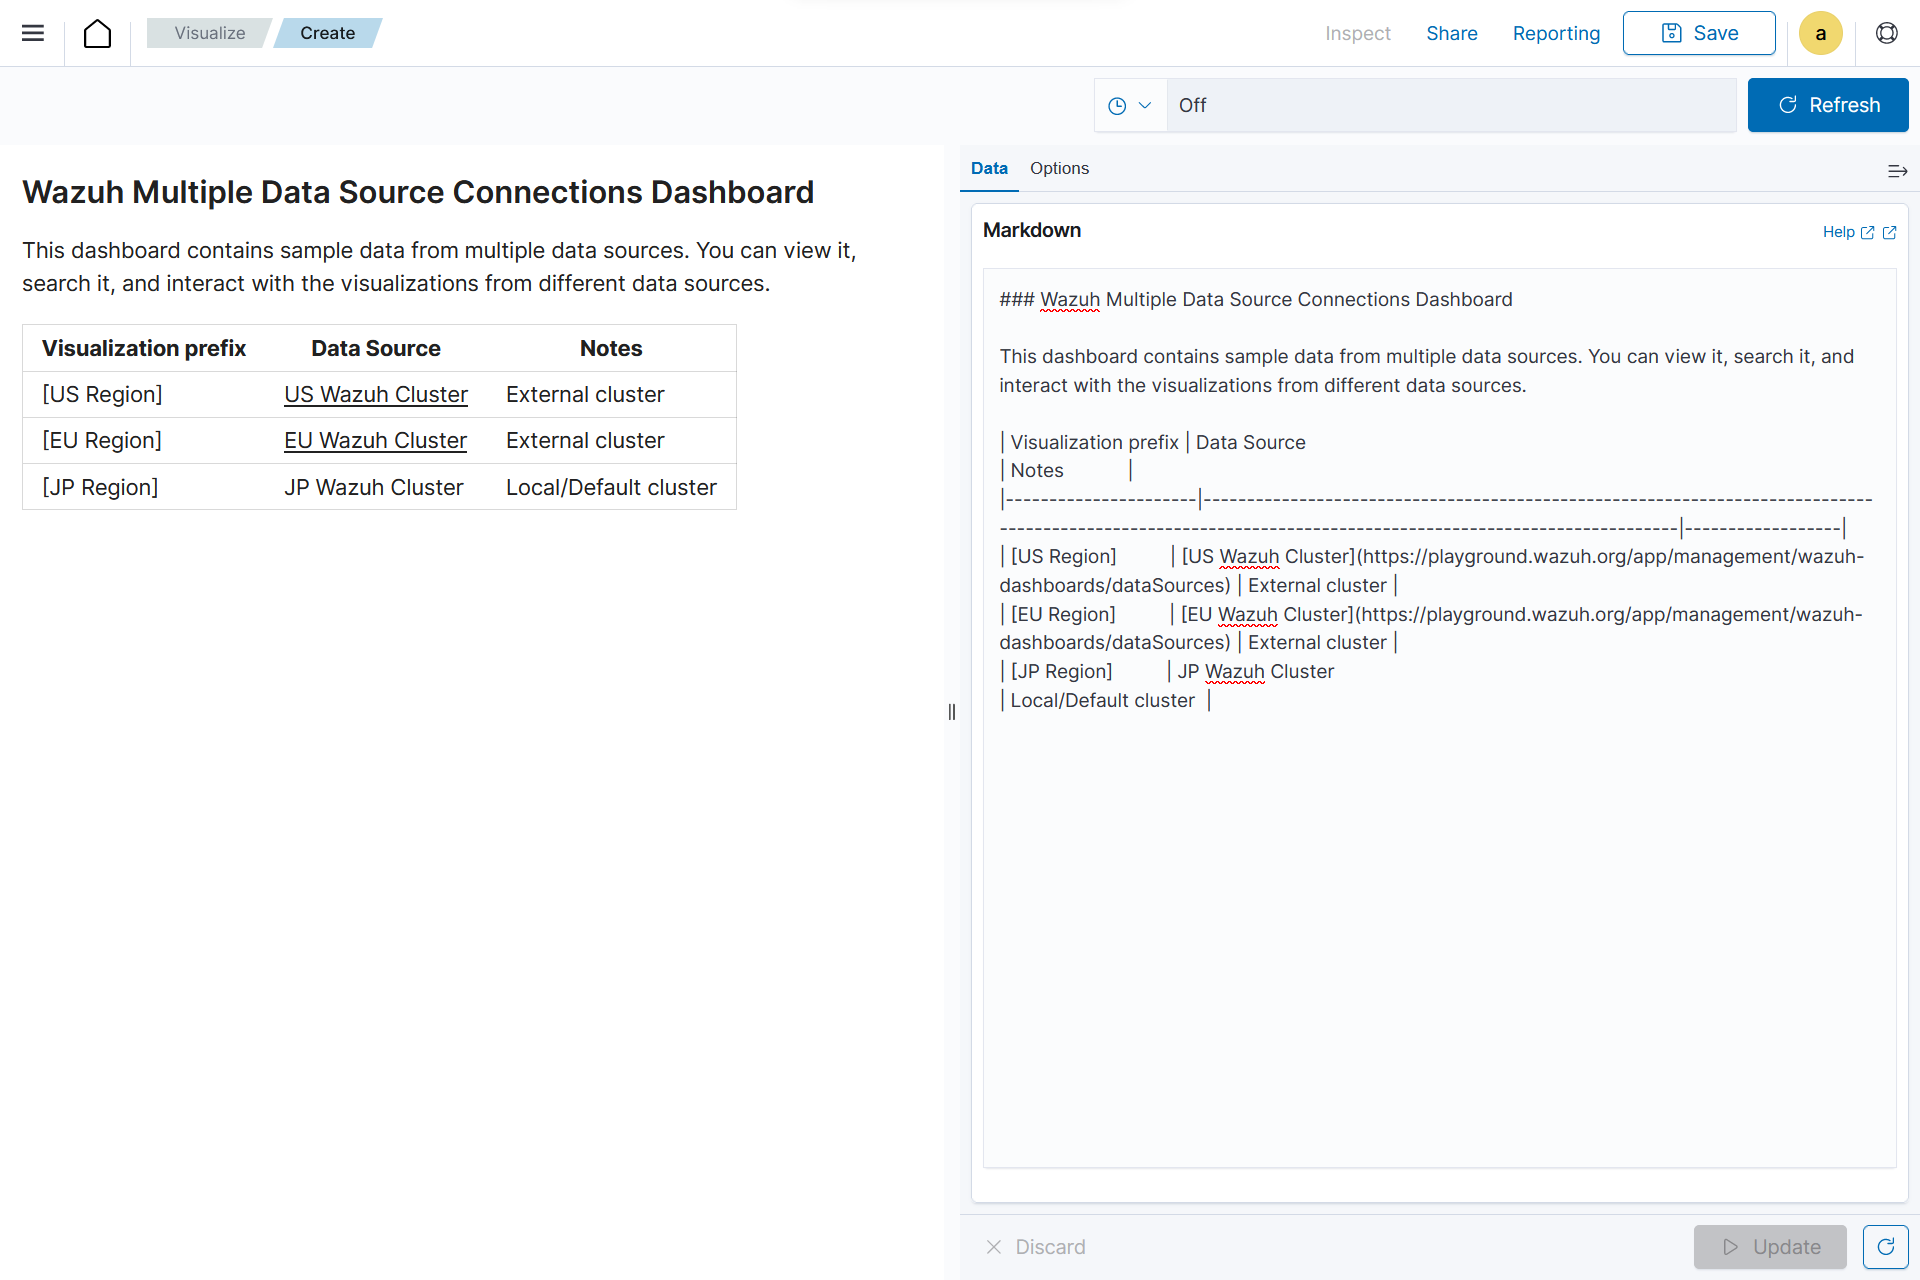 Visualize
Create
Inspect
Share
Reporting
Save
a
Off
Refresh
Wazuh Multiple Data Source Connections Dashboard
This dashboard contains sample data from multiple data sources. You can view it,
search it, and interact with the visualizations from different data sources.
Visualization prefix Data Source Notes
[US Region] US Wazuh Cluster External cluster
[EU Region] EU Wazuh Cluster External cluster
[JP Region] JP Wazuh Cluster Local/Default cluster
Data
Options
Markdown
Help
### Wazuh Multiple Data Source Connections Dashboard
This dashboard contains sample data from multiple data sources. You can view it, search it, and
interact with the visualizations from different data sources.
| Visualization prefix | Data Source
| Notes |
|----------------------|-----------------------------------------------------------------------------
------------------------------------------------------------------------------|------------------|
| [US Region] | [US Wazuh Cluster](https://playground.wazuh.org/app/management/wazuh-
dashboards/dataSources) | External cluster |
| [EU Region] | [EU Wazuh Cluster](https://playground.wazuh.org/app/management/wazuh-
dashboards/dataSources) | External cluster |
| [JP Region] | JP Wazuh Cluster
| Local/Default cluster |
Discard
Update